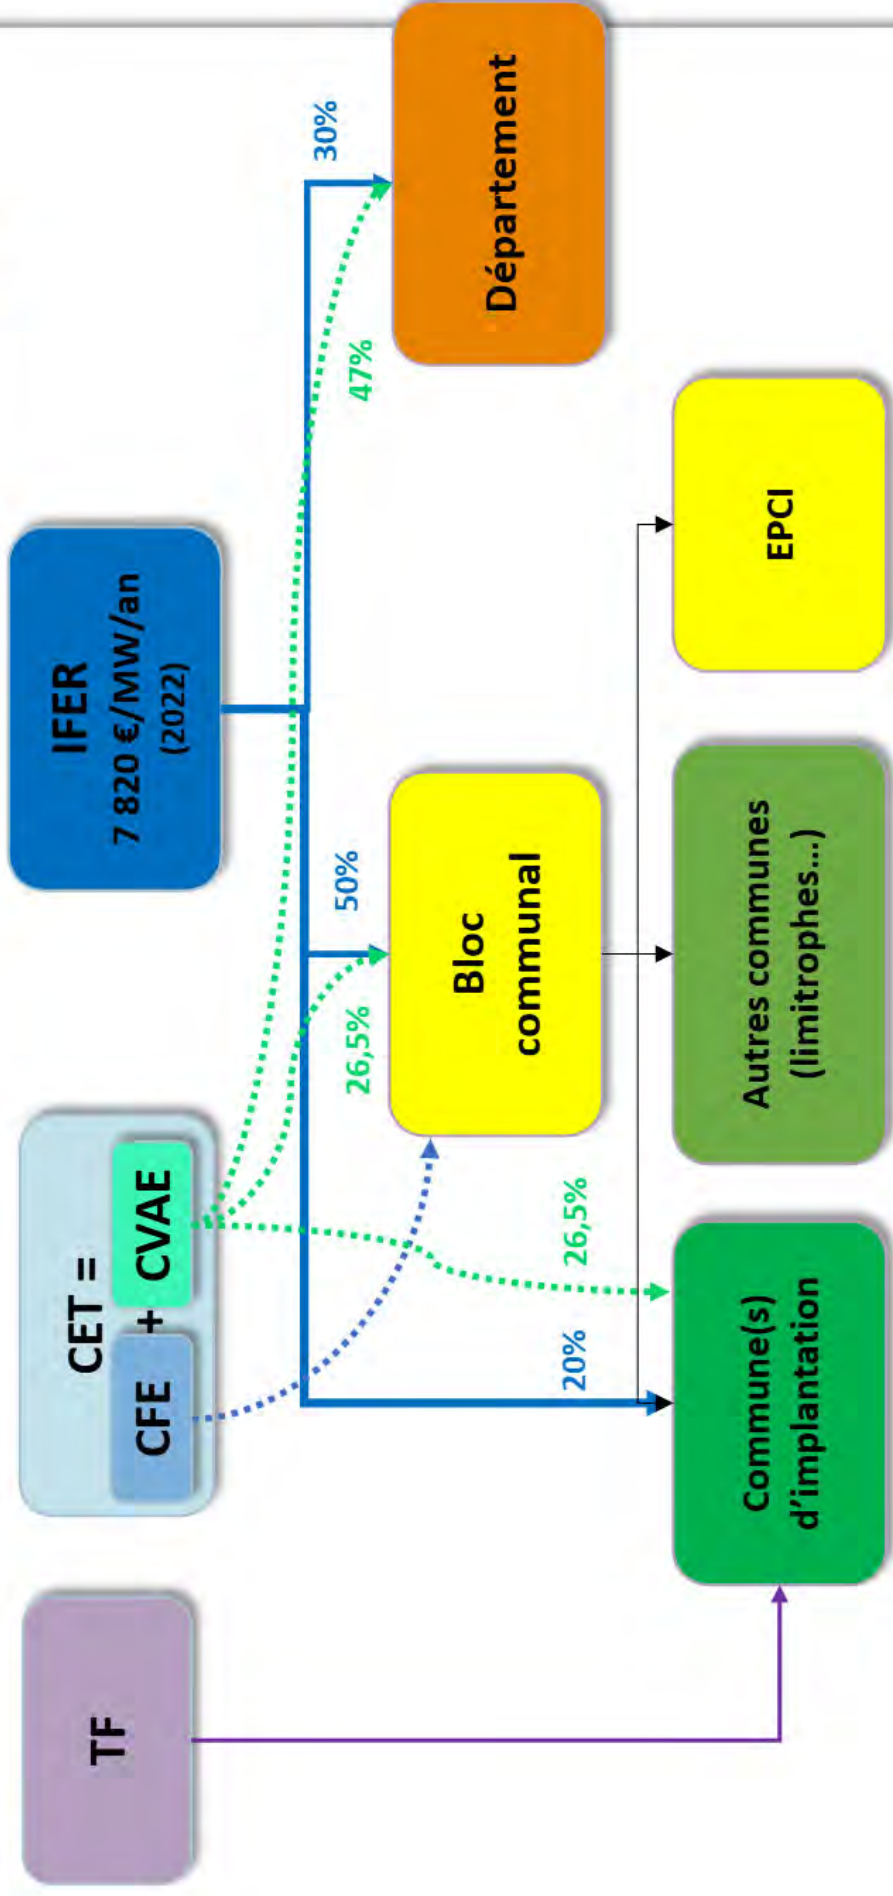 TF
CET =
CFE + CVAE
IFER
7 820 €/MW/an
(2022)
30%
47%
50%
26,5%
26,5%
20%
Département
Bloc
communal
Commune(s)
d'implantation
Autres communes
(limitrophes...)
EPCI